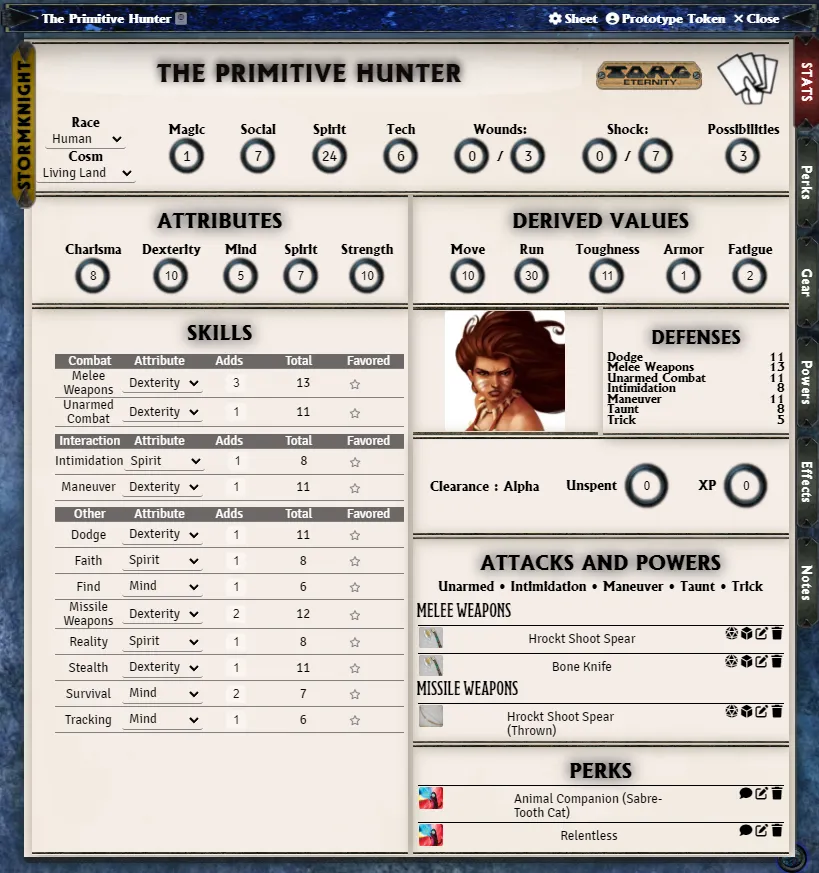 The Primitive Hunter
Sheet Prototype Token Close
STORMKNIGHT
THE PRIMITIVE HUNTER
TORG
ETERNITY
Race
Human
Cosm
Living Land
Magic Social Spirit Tech Wounds: Shock: Possibilities
1 7 24 6 0 / 3 0 / 7 3
STATS
Perks
Gear
Powers
Effects
Notes
ATTRIBUTES
Charisma Dexterity Mind Spirit Strength
8 10 5 7 10
DERIVED VALUES
Move Run Toughness Armor Fatigue
10 30 11 1 2
SKILLS
Combat Attribute Adds Total Favored
Melee Weapons Dexterity 3 13
Unarmed Combat Dexterity 1 11
Interaction Attribute Adds Total Favored
Intimidation Spirit 1 8
Maneuver Dexterity 1 11
Other Attribute Adds Total Favored
Dodge Dexterity 1 11
Faith Spirit 1 8
Find Mind 1 6
Missile Weapons Dexterity 2 12
Reality Spirit 1 8
Stealth Dexterity 1 11
Survival Mind 2 7
Tracking Mind 1 6
DEFENSES
Dodge 11
Melee Weapons 13
Unarmed Combat 11
Intimidation 8
Maneuver 11
Taunt 8
Trick 5
Clearance : Alpha Unspent 0 XP 0
ATTACKS AND POWERS
Unarmed • Intimidation • Maneuver • Taunt • Trick
MELEE WEAPONS
Hrockt Shoot Spear
Bone Knife
MISSILE WEAPONS
Hrockt Shoot Spear
(Thrown)
PERKS
Animal Companion (Sabre-
Tooth Cat)
Relentless